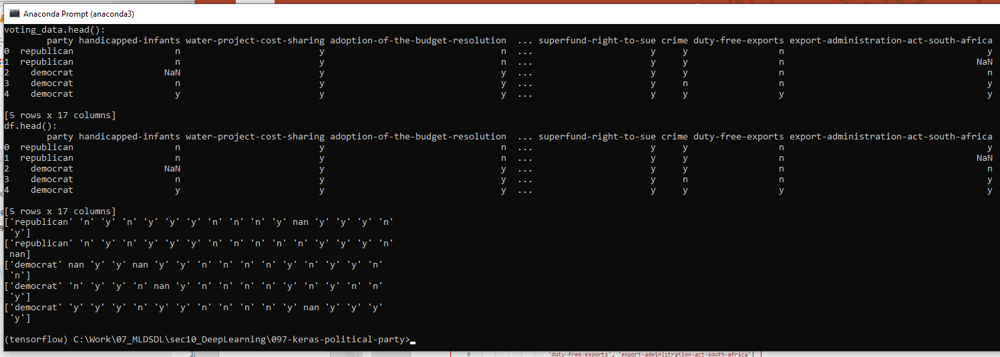 Anaconda Prompt (anaconda3)
voting_data.head():
party handicapped-infants water-project-cost-sharing adoption-of-the-budget-resolution ... superfund-right-to-sue crime duty-free-exports export-administration-act-south-africa
0 republican n y n ... y y n y
1 republican n y n ... y y n NaN
2 democrat NaN y y ... y y n n
3 democrat n y y ... y n n y
4 democrat y y y ... y y y y
[5 rows x 17 columns]
df.head():
party handicapped-infants water-project-cost-sharing adoption-of-the-budget-resolution ... superfund-right-to-sue crime duty-free-exports export-administration-act-south-africa
0 republican n y n ... y y n y
1 republican n y n ... y y n NaN
2 democrat NaN y y ... y y n n
3 democrat n y y ... y n n y
4 democrat y y y ... y y y y
[5 rows x 17 columns]
['republican' 'n' 'y' 'n' 'y' 'y' 'y' 'n' 'n' 'n' 'y' nan 'y' 'y' 'y' 'n'
'y']
['republican' 'n' 'y' 'n' 'y' 'y' 'y' 'n' 'n' 'n' 'n' 'n' 'y' 'y' 'y' 'n'
nan]
['democrat' nan 'y' 'y' nan 'y' 'y' 'n' 'n' 'n' 'n' 'y' 'n' 'y' 'y' 'n'
'n']
['democrat' 'n' 'y' 'y' 'n' nan 'y' 'n' 'n' 'n' 'n' 'y' 'n' 'y' 'n' 'n'
'y']
['democrat' 'y' 'y' 'y' 'n' 'y' 'y' 'n' 'n' 'n' 'n' 'y' nan 'y' 'y' 'y'
'y']
(tensorflow) C:\Work\07_MLDSDL\sec10_DeepLearning\097-keras-political-party>
1 9 'duty-free-exports', 'export-administration-act-south-africa']